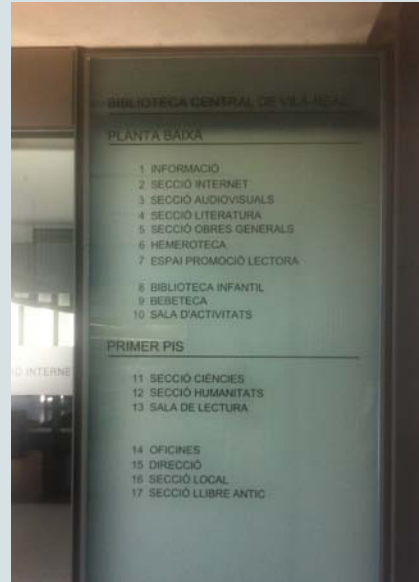 BIBLIOTECA CENTRAL DE VILA-REAL
PLANTA BAIXA
1 INFORMACIÓ
2 SECCIÓ INTERNET
3 SECCIÓ AUDIOVISUALS
4 SECCIÓ LITERATURA
5 SECCIÓ OBRES GENERALS
6 HEMEROTECA
7 ESPAI PROMOCIÓ LECTORA
8 BIBLIOTECA INFANTIL
9 BEBETECA
10 SALA D'ACTIVITATS
PRIMER PIS
11 SECCIÓ CIÈNCIES
12 SECCIÓ HUMANITATS
13 SALA DE LECTURA
14 OFICINES
15 DIRECCIÓ
16 SECCIÓ LOCAL
17 SECCIÓ LLIBRE ANTIC